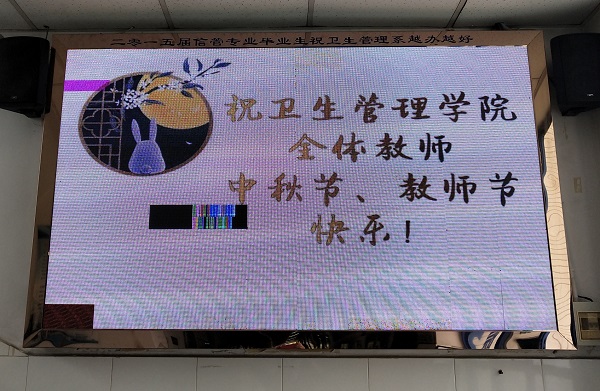 二零一五届信管专业毕业生祝卫生管理系越办越好
祝卫生管理学院
全体教师
中秋节、教师节
快乐!